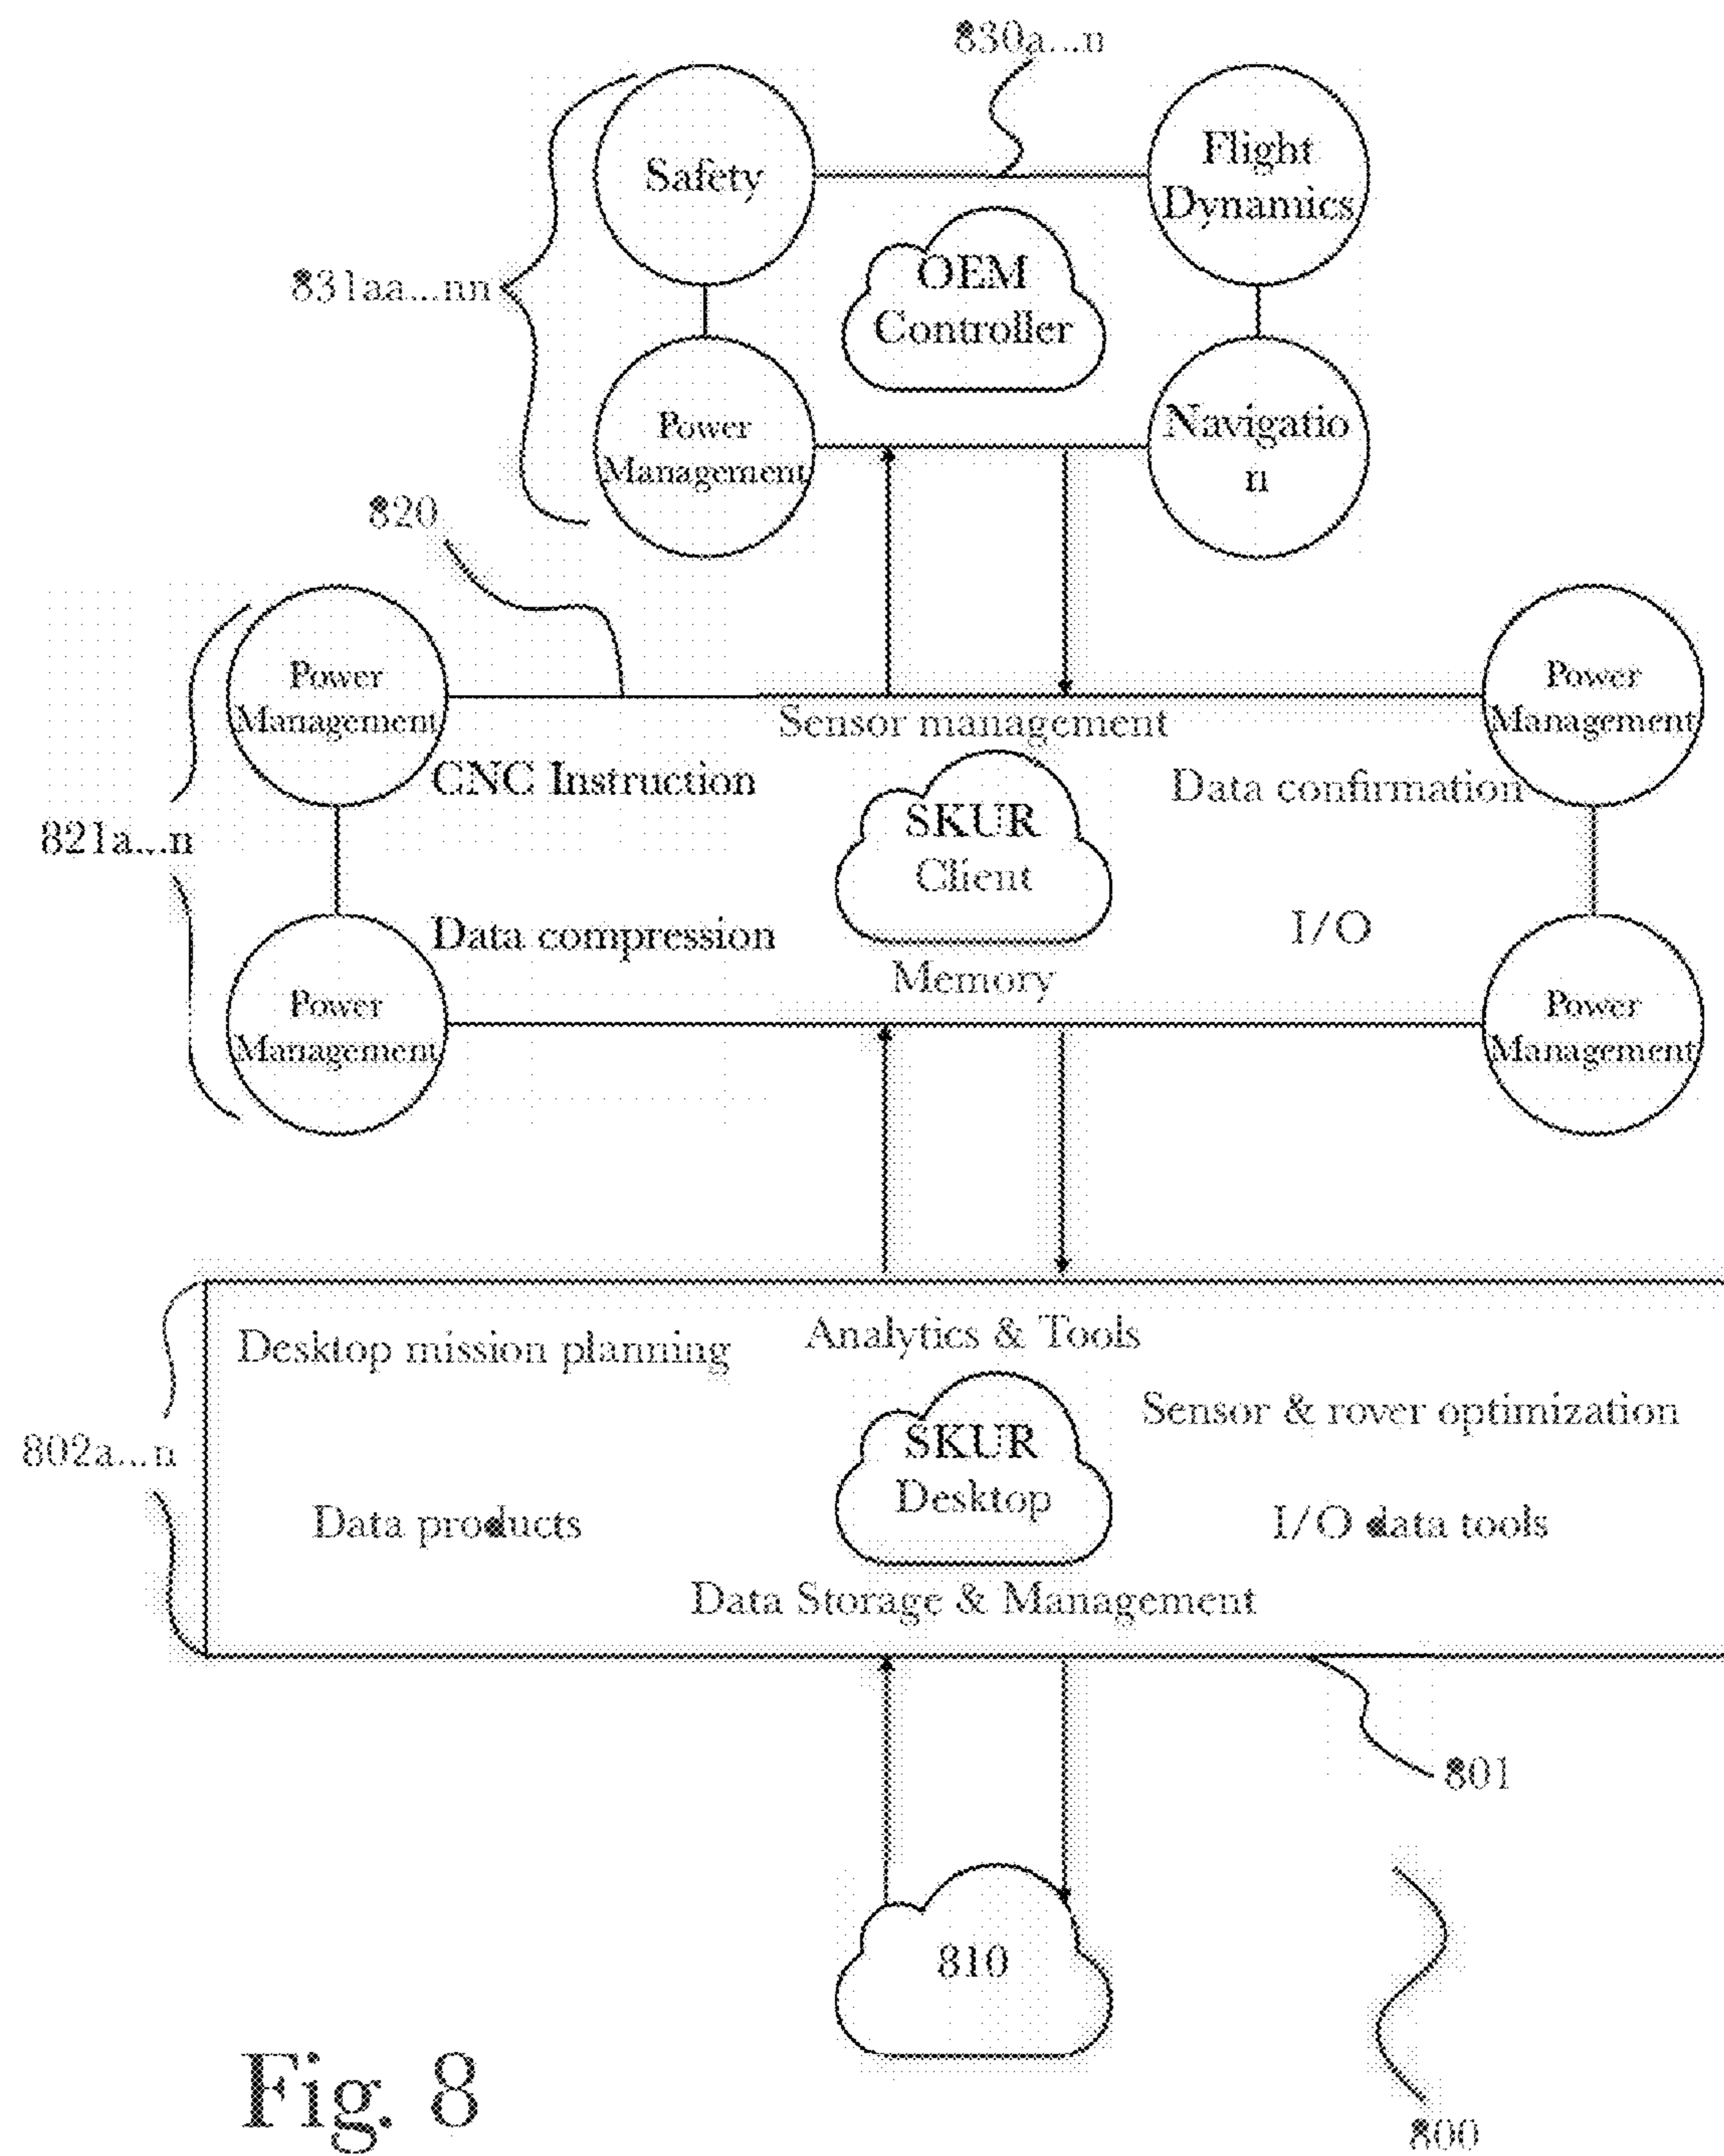 830a...n
Safety
Flight
Dynamics
OEM
Controller
831aa...nn
Power
Management
Navigatio
n
820
Power
Management
Power
Management
Sensor management
CNC Instruction
Data confirmation
SKUR
Client
821a...n
Data compression
I/O
Memory
Power
Management
Power
Management
Analytics & Tools
Desktop mission planning
Sensor & rover optimization
SKUR
Desktop
802a...n
Data products
I/O data tools
Data Storage & Management
801
810
Fig. 8
800